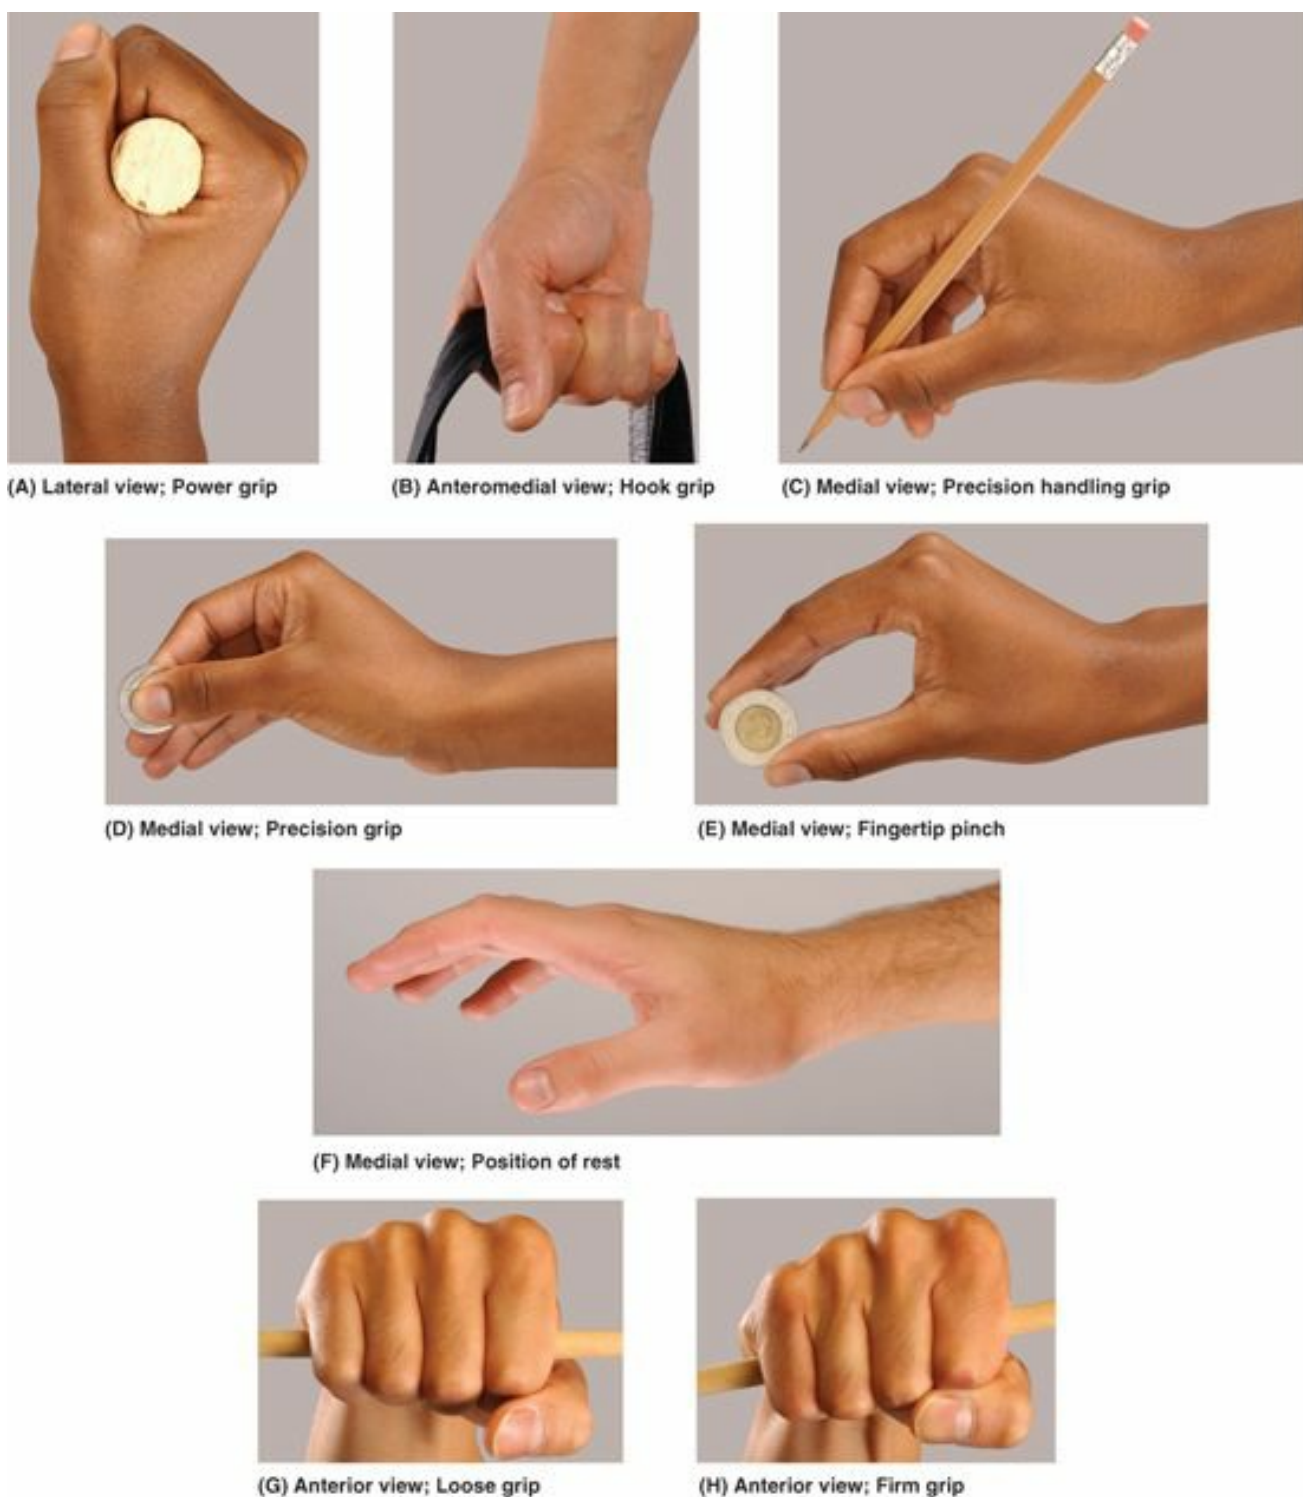 (A) Lateral view; Power grip
(B) Anteromedial view; Hook grip
(C) Medial view; Precision handling grip
(D) Medial view; Precision grip
(E) Medial view; Fingertip pinch
(F) Medial view; Position of rest
(G) Anterior view; Loose grip
(H) Anterior view; Firm grip